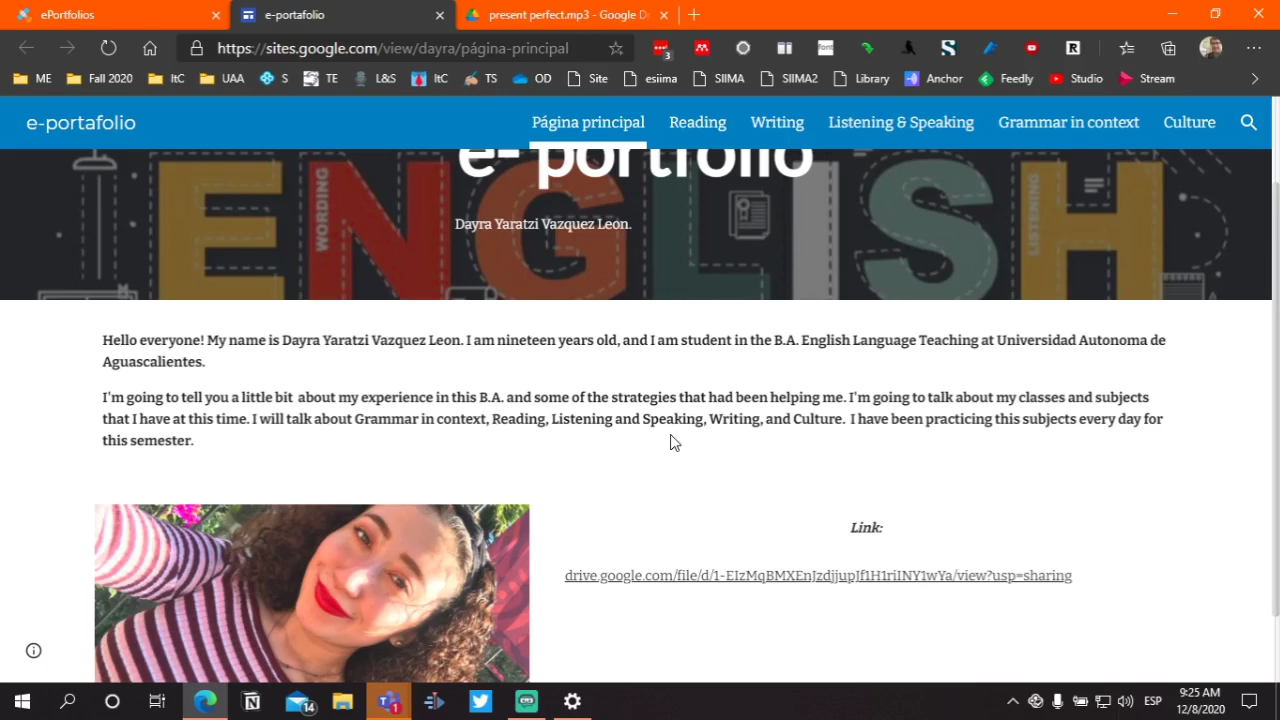 ePortfolios
e-portafolio
present perfect.mp3 - Google D
https://sites.google.com/view/dayra/página-principal
3
ME
Fall 2020
ItC
UAA
S
TE
L&S
ItC
TS
OD
Site
esiima
SIIMA
SIIMA2
Library
Anchor
Feedly
Studio
Stream
e-portafolio
Página principal
Reading
Writing
Listening & Speaking
Grammar in context
Culture
e- portfolio
ENGLISH
WORDING
LISTENING
Dayra Yaratzi Vazquez Leon.
Hello everyone! My name is Dayra Yaratzi Vazquez Leon. I am nineteen years old, and I am student in the B.A. English Language Teaching at Universidad Autonoma de
Aguascalientes.
I'm going to tell you a little bit about my experience in this B.A. and some of the strategies that had been helping me. I'm going to talk about my classes and subjects
that I have at this time. I will talk about Grammar in context, Reading, Listening and Speaking, Writing, and Culture. I have been practicing this subjects every day for
this semester.
Link:
drive.google.com/file/d/1-EIzMqBMXEnJzdjjupJf1H1riINY1wYa/view?usp=sharing
14
1
ESP
9:25 AM
12/8/2020